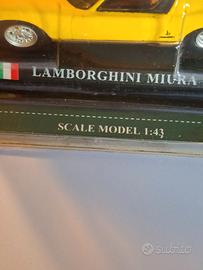 LAMBORGHINI MIURA
SCALE MODEL 1:43
subito